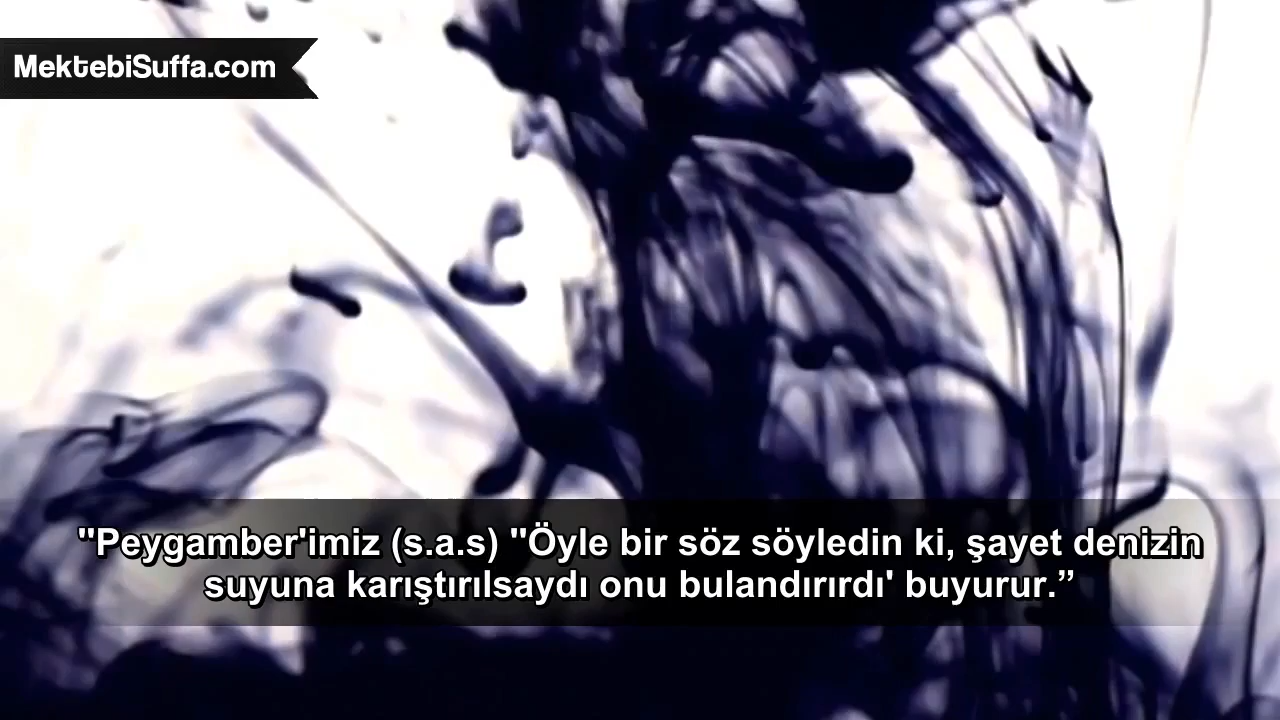 MektebiSuffa.com
"Peygamber'imiz (s.a.s) "Öyle bir söz söyledin ki, şayet denizin
suyuna karıştırılsaydı onu bulandırırdı' buyurur.”